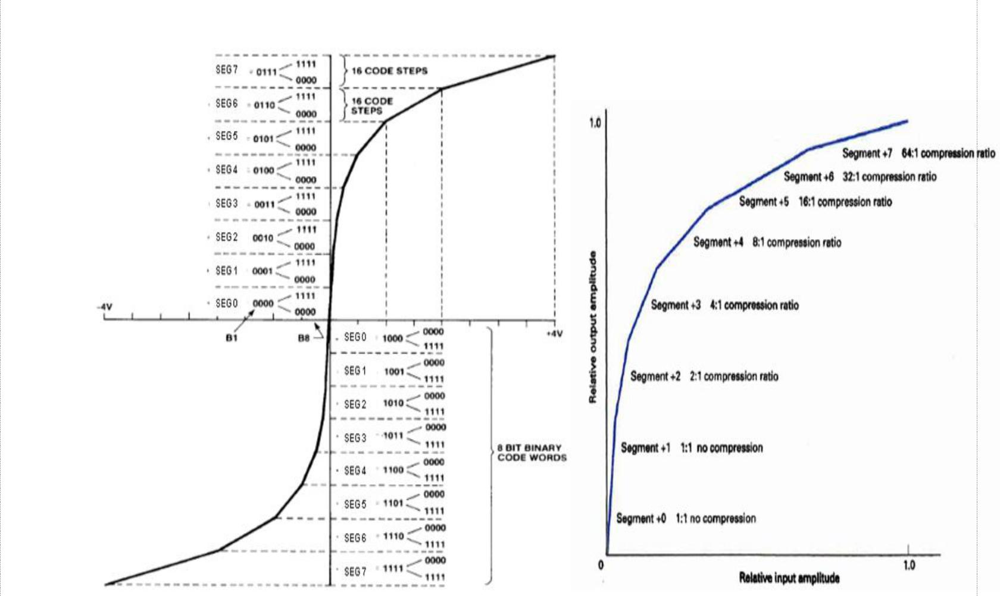 SEG7 0111 1111
0000
16 CODE STEPS
SEG6 0110 1111
0000
16 CODE
STEPS
SEG5 0101 1111
0000
SEG4 0100 1111
0000
SEG3 0011 1111
0000
SEG2 0010 1111
0000
SEG1 0001 1111
0000
SEG0 0000 1111
0000
-4V
+4V
B1
B8
SEG0 1000 0000
1111
SEG1 1001 0000
1111
SEG2 1010 0000
1111
SEG3 1011 0000
1111
SEG4 1100 0000
1111
SEG5 1101 0000
1111
SEG6 1110 0000
1111
SEG7 1111 0000
1111
8 BIT BINARY
CODE WORDS
1.0
Segment +7 64:1 compression ratio
Segment +6 32:1 compression ratio
Segment +5 16:1 compression ratio
Segment +4 8:1 compression ratio
Segment +3 4:1 compression ratio
Segment +2 2:1 compression ratio
Segment +1 1:1 no compression
Segment +0 1:1 no compression
Relative output amplitude
0
1.0
Relative input amplitude